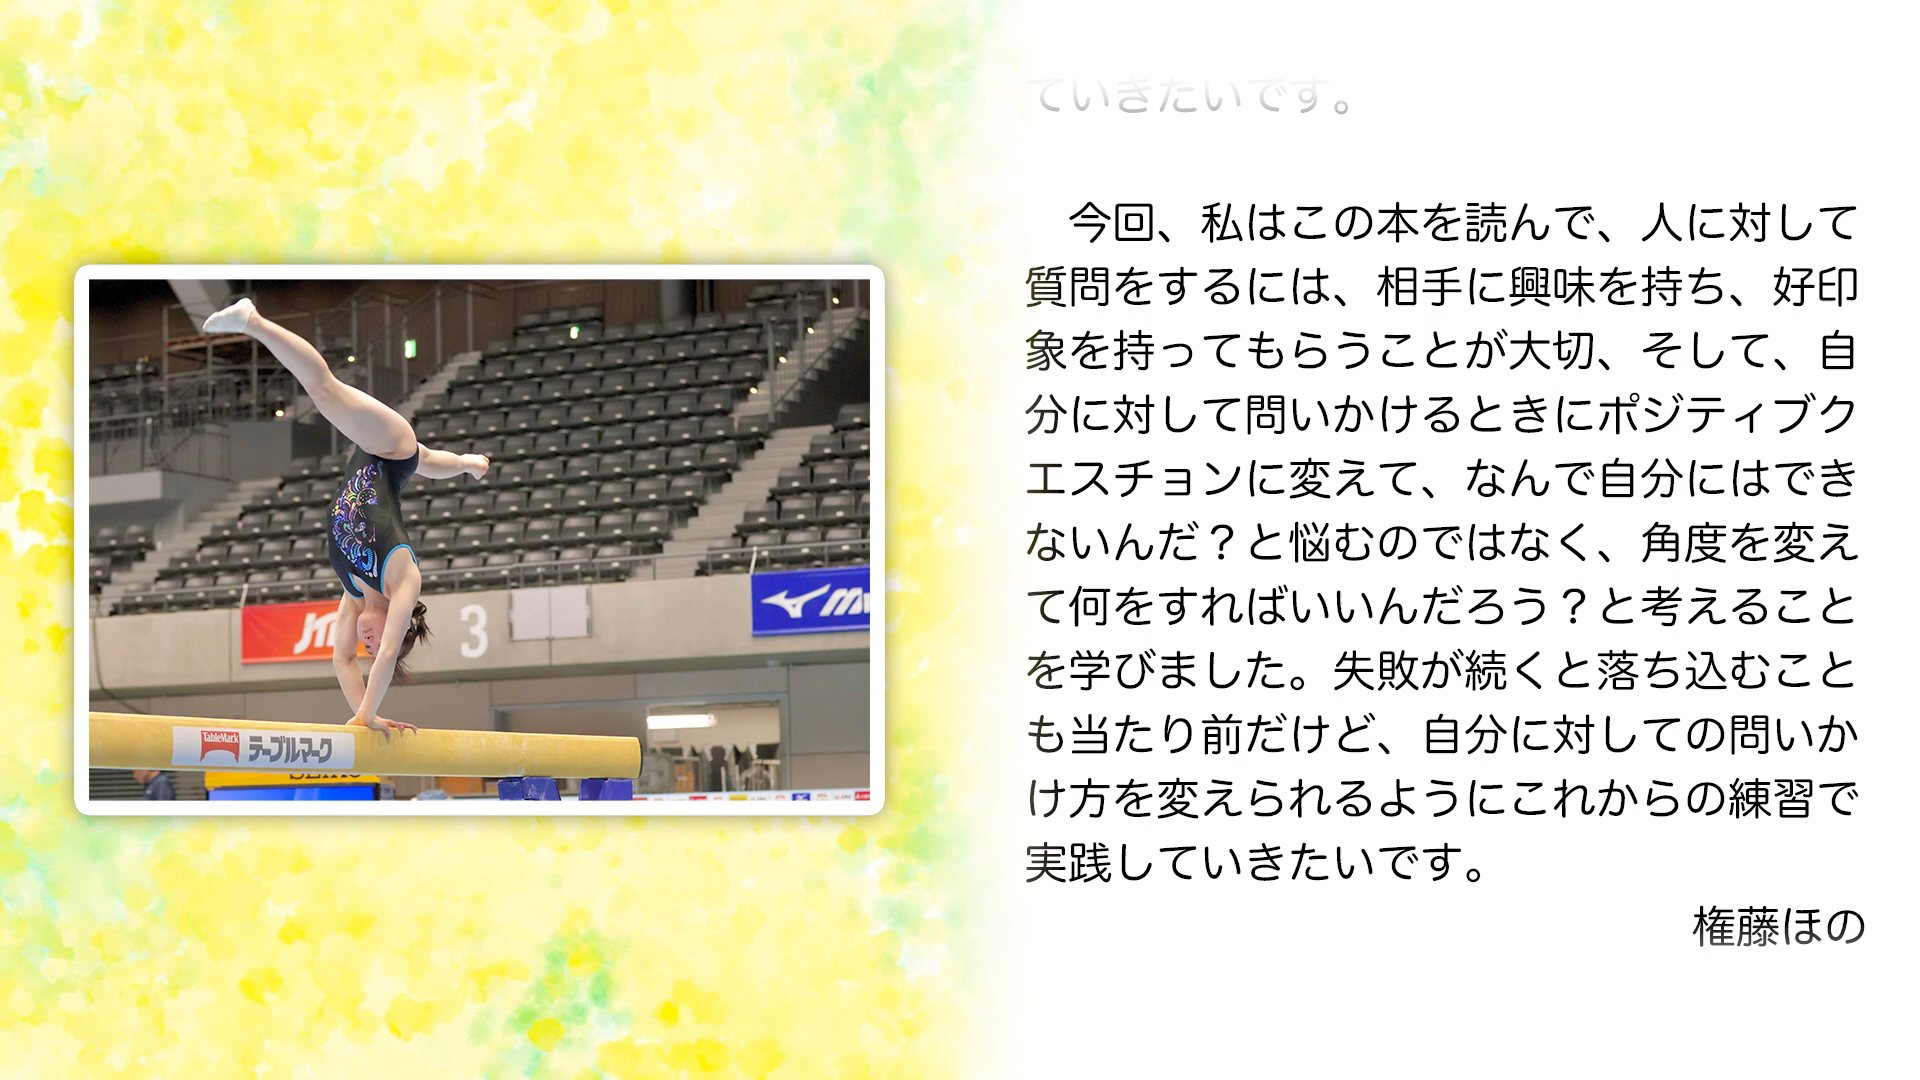 ていきたいです。
　今回、私はこの本を読んで、人に対して
質問をするには、相手に興味を持ち、好印
象を持ってもらうことが大切、そして、自
分に対して問いかけるときにポジティブク
エスチョンに変えて、なんで自分にはでき
ないんだ？と悩むのではなく、角度を変え
て何をすればいいんだろう？と考えること
を学びました。失敗が続くと落ち込むこと
も当たり前だけど、自分に対しての問いか
け方を変えられるようにこれからの練習で
実践していきたいです。
権藤ほの
3
TableMark
テーブルマーク